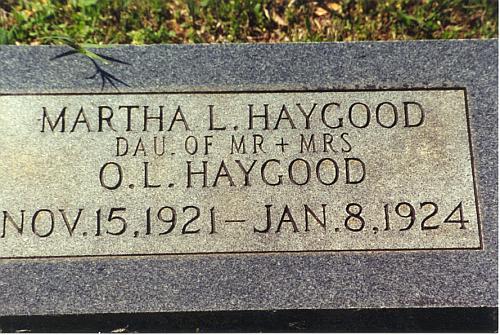 MARTHA L. HAYGOOD
DAU. OF MR + MRS
O.L. HAYGOOD
NOV. 15, 1921 – JAN. 8, 1924